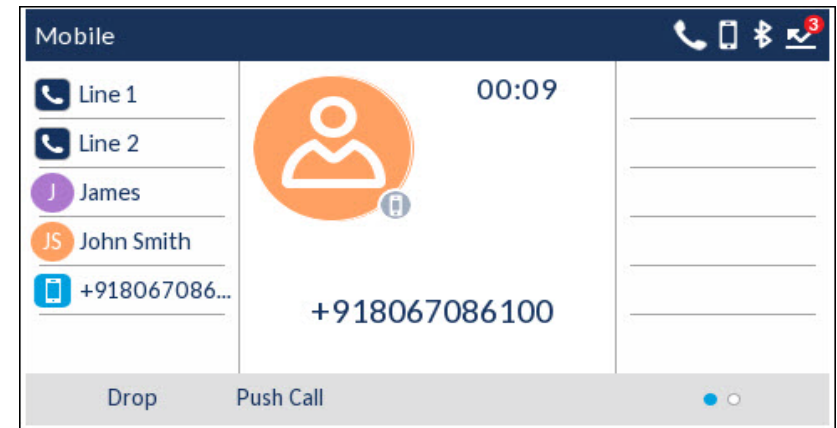 Mobile
3
Line 1
00:09
Line 2
J James
JS John Smith
+918067086...
+918067086100
Drop Push Call